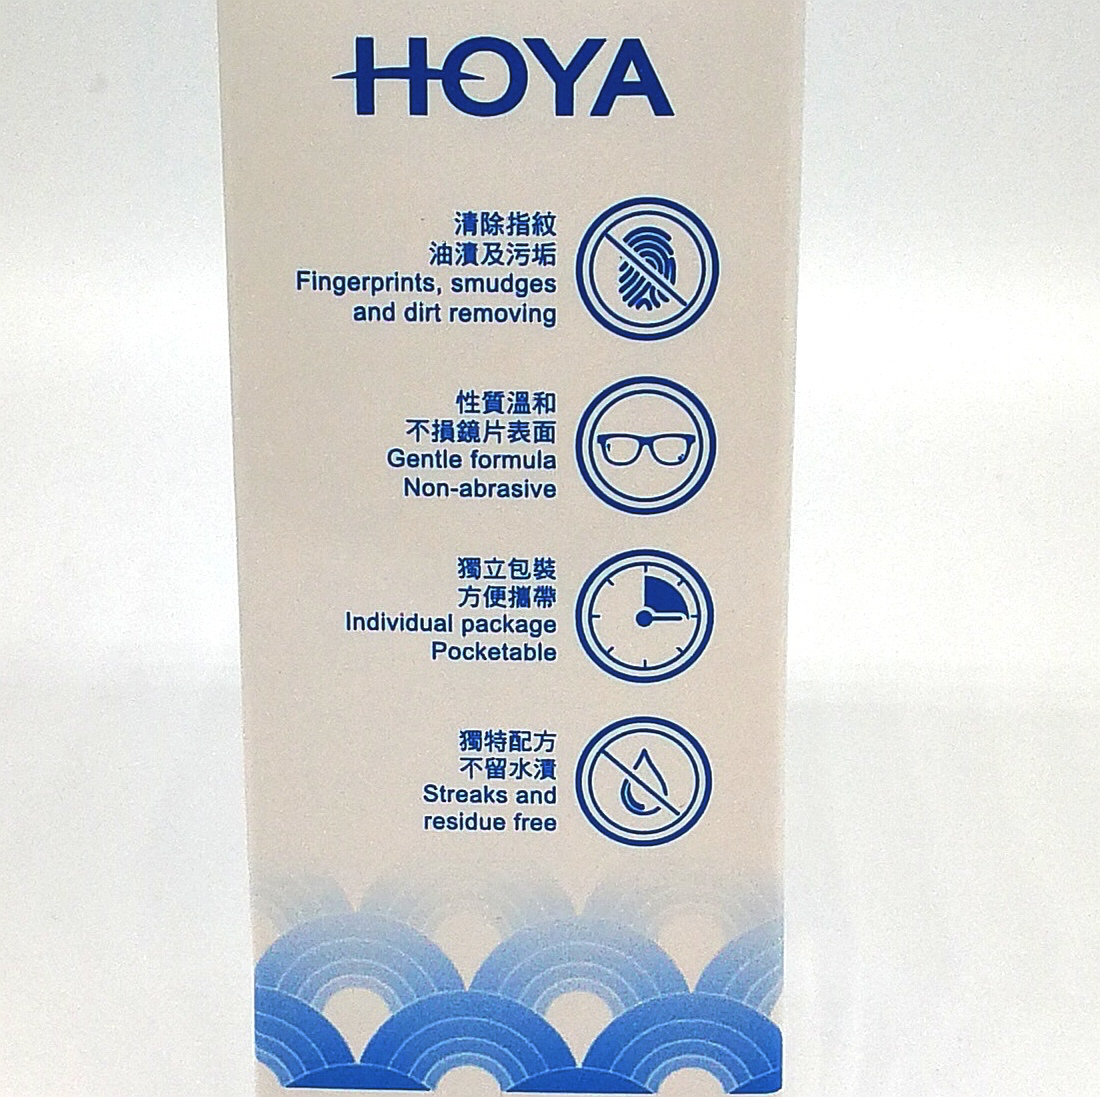 HOYA
清除指紋
油漬及污垢
Fingerprints, smudges
and dirt removing
性質溫和
不損鏡片表面
Gentle formula
Non-abrasive
獨立包裝
方便攜帶
Individual package
Pocketable
獨特配方
不留水漬
Streaks and
residue free